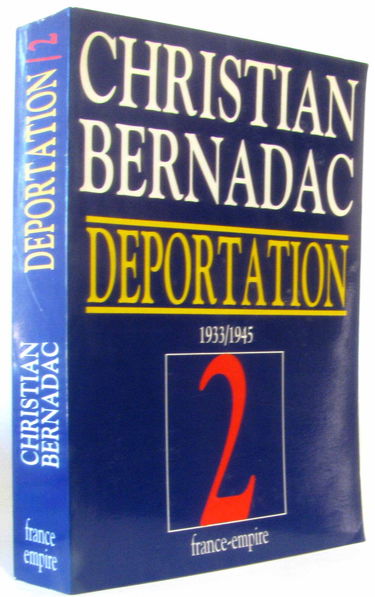 CHRISTIAN
BERNADAC
DEPORTATION
1933/1945
2
france-empire
DEPORTATION / 2
CHRISTIAN
BERNADAC
france
empire